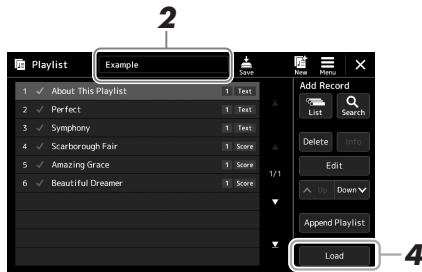 2
Playlist
Example
Save
New
Menu
1 About This Playlist 1 Text
2 Perfect 1 Text
3 Symphony 1 Text
4 Scarborough Fair 1 Score
5 Amazing Grace 1 Score
6 Beautiful Dreamer 1 Score
1/1
Add Record
List
Search
Delete
Info
Edit
Up
Down
Append Playlist
Load
4